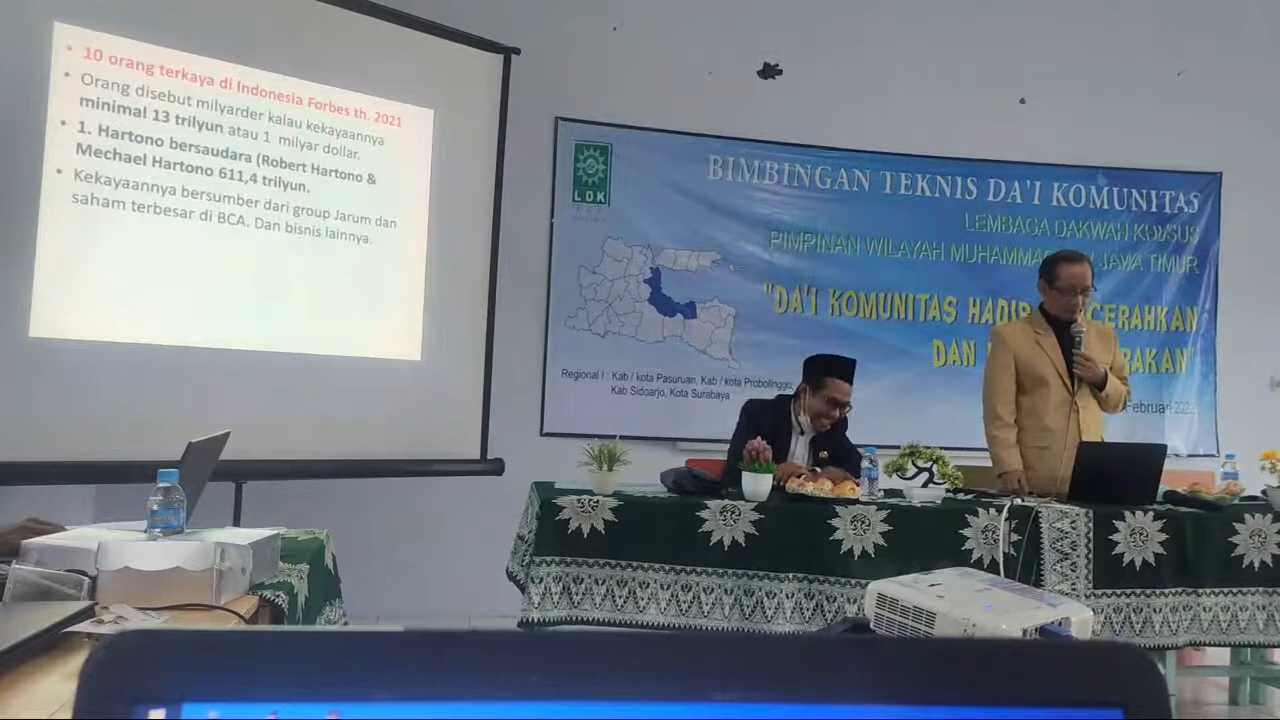 10 orang terkaya di Indonesia Forbes th. 2021
Orang disebut milyarder kalau kekayaannya
minimal 13 trilyun atau 1 milyar dollar.
1. Hartono bersaudara (Robert Hartono &
Mechael Hartono 611,4 trilyun.
Kekayaannya bersumber dari group Jarum dan
saham terbesar di BCA. Dan bisnis lainnya.
LDK
BIMBINGAN TEKNIS DA'I KOMUNITAS
LEMBAGA DAKWAH KUSUS
PIMPINAN WILAYAH JAWA TIMUR
"DA'I KOMUNITAS
DAN
Regional I : Kab / kota Pasuruan, Kab / kota Probolinggo,
Kab Sidoarjo, Kota Surabaya
Februari